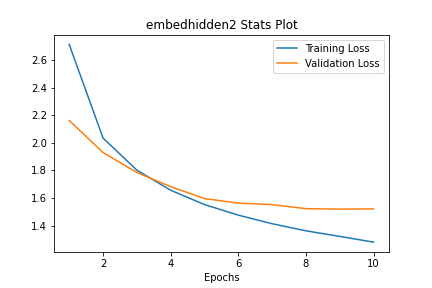 embedhidden2 Stats Plot
Training Loss
Validation Loss
2.6
2.4
2.2
2.0
1.8
1.6
1.4
2 4 6 8 10
Epochs